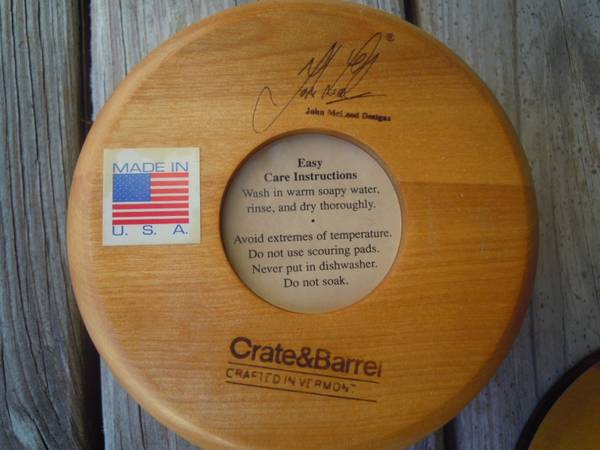 ®
John McLeod Designs
MADE IN
U. S. A.
Easy
Care Instructions
Wash in warm soapy water,
rinse, and dry thoroughly.
•
Avoid extremes of temperature.
Do not use scouring pads.
Never put in dishwasher.
Do not soak.
Crate&Barrel
CRAFTED IN VERMONT